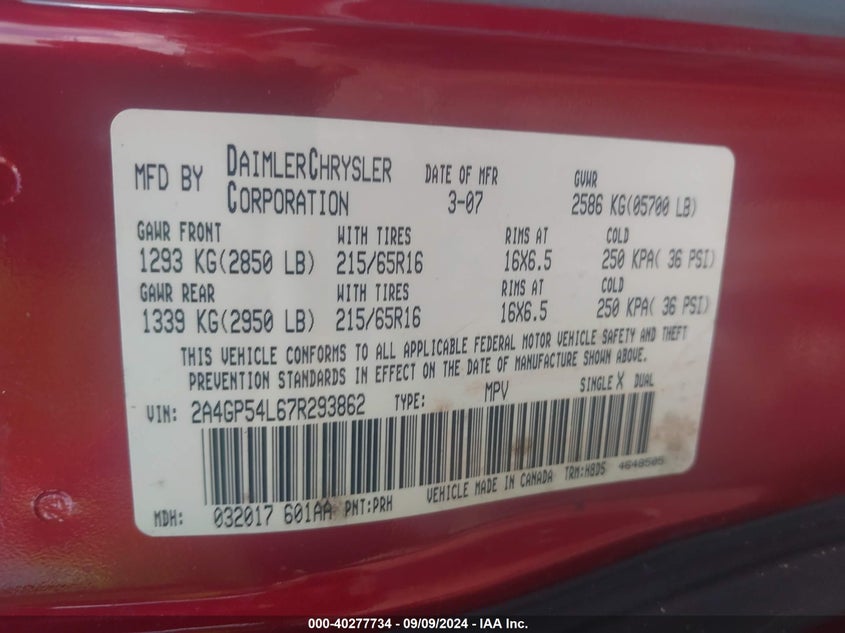 MFD BY DAIMLERCHRYSLER CORPORATION DATE OF MFR 3-07 GVWR 2586 KG(05700 LB)
GAWR FRONT WITH TIRES RIMS AT COLD
1293 KG(2850 LB) 215/65R16 16X6.5 250 KPA( 36 PSI)
GAWR REAR WITH TIRES RIMS AT COLD
1339 KG(2950 LB) 215/65R16 16X6.5 250 KPA( 36 PSI)
THIS VEHICLE CONFORMS TO ALL APPLICABLE FEDERAL MOTOR VEHICLE SAFETY AND THEFT
PREVENTION STANDARDS IN EFFECT ON THE DATE OF MANUFACTURE SHOWN ABOVE.
VIN: 2A4GP54L67R293862 TYPE: MPV SINGLE X DUAL
MDH: 032017 601AA PNT:PRH VEHICLE MADE IN CANADA TRM:H8D5 4648505
000-40277734 - 09/09/2024 - IAA Inc.